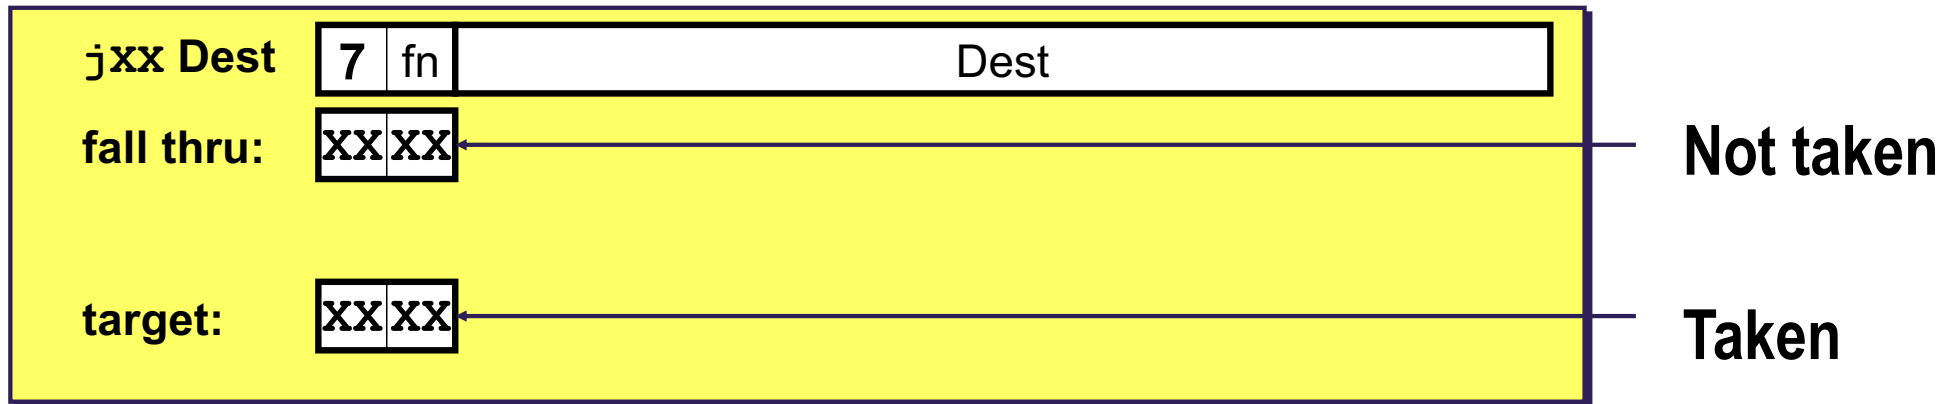 jxx Dest 7 fn Dest
fall thru: XX XX Not taken
target: XX XX Taken